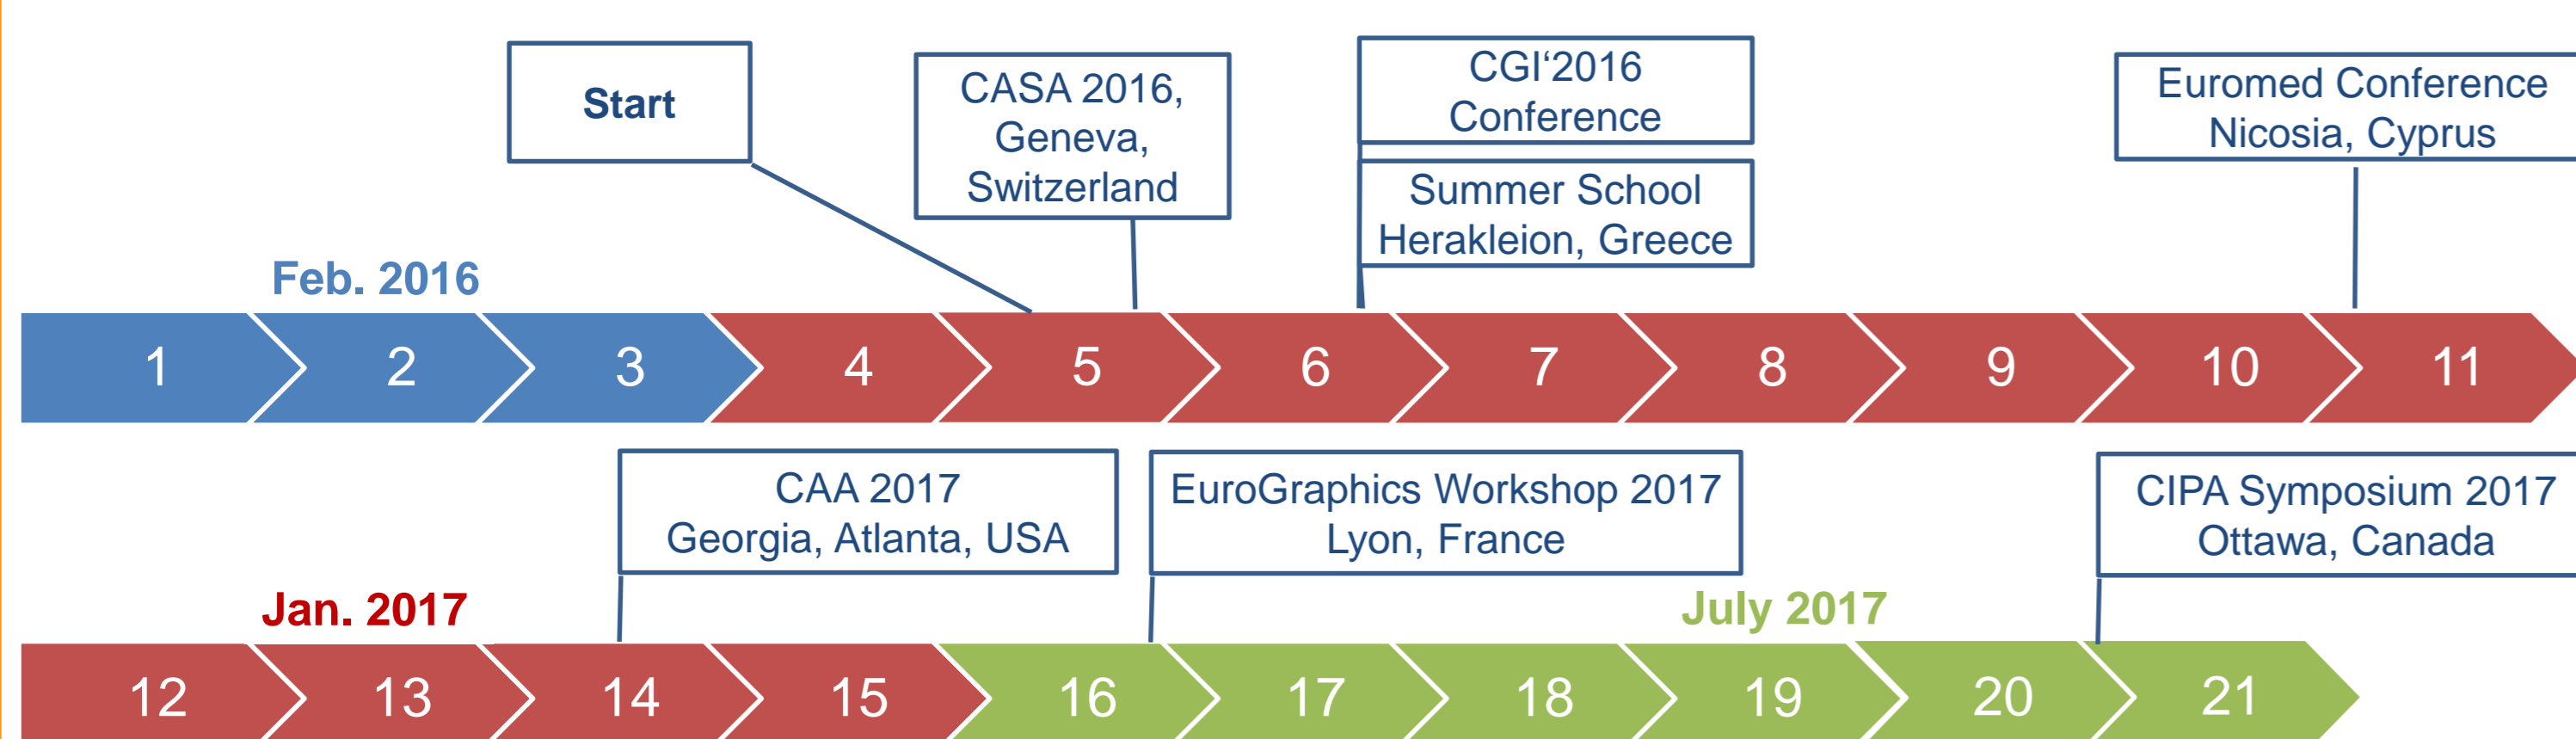 Start
CASA 2016,
Geneva,
Switzerland
CGI‘2016
Conference
Summer School
Herakleion, Greece
Euromed Conference
Nicosia, Cyprus
Feb. 2016
1 2 3 4 5 6 7 8 9 10 11
CAA 2017
Georgia, Atlanta, USA
EuroGraphics Workshop 2017
Lyon, France
CIPA Symposium 2017
Ottawa, Canada
Jan. 2017
July 2017
12 13 14 15 16 17 18 19 20 21